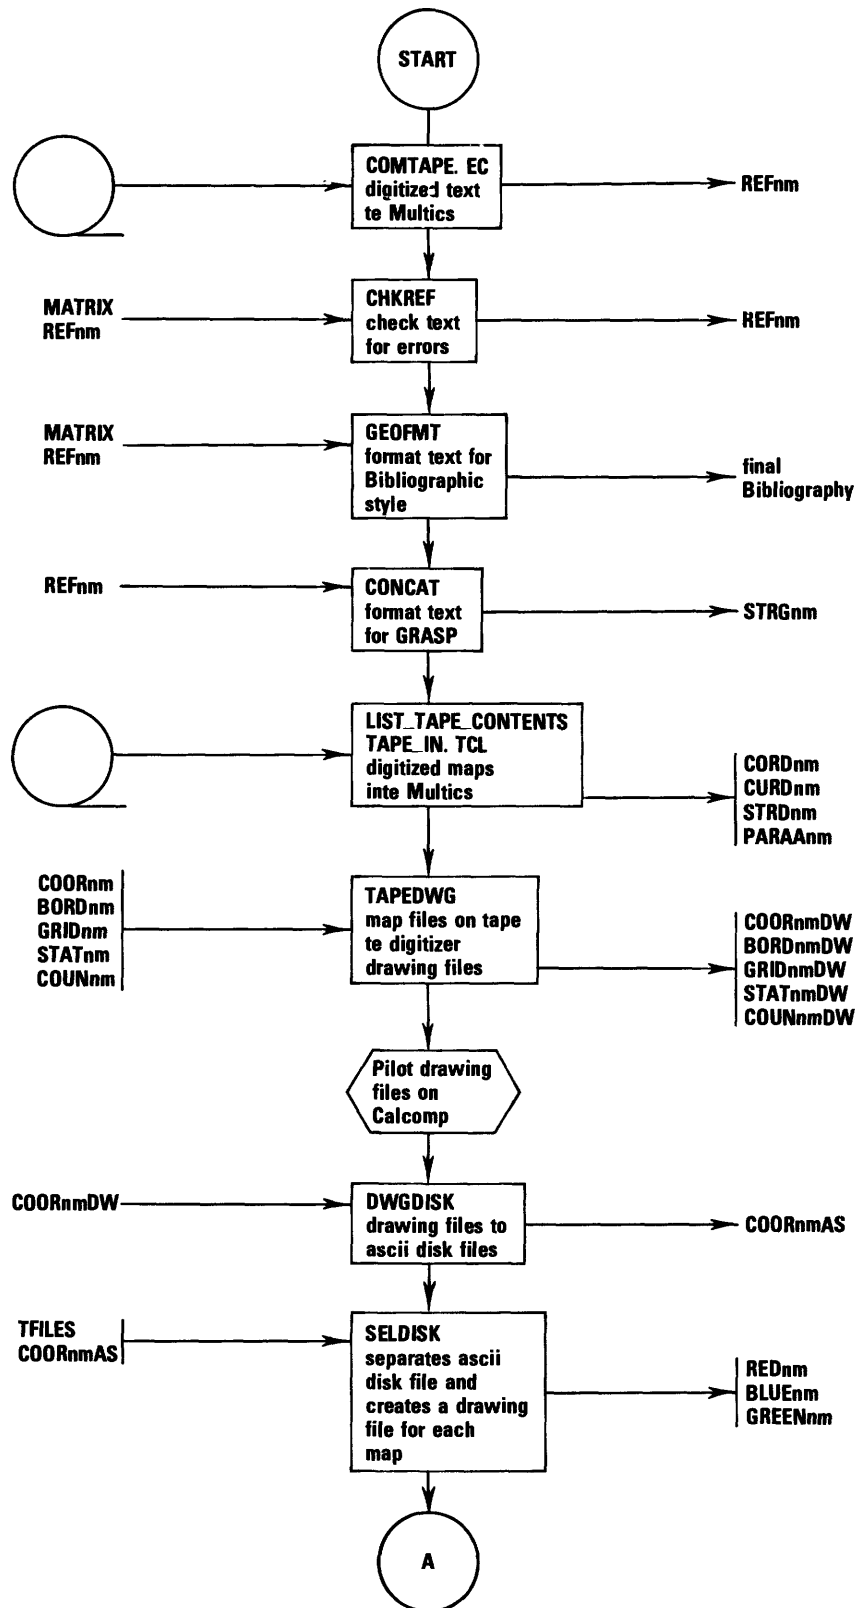 START
COMTAPE. EC
digitized text
te Multics
REFnm
MATRIX
REFnm
CHKREF
check text
for errors
REFnm
MATRIX
REFnm
GEOFMT
format text for
Bibliographic
style
final
Bibliography
REFnm
CONCAT
format text
for GRASP
STRGnm
LIST_TAPE_CONTENTS
TAPE_IN. TCL
digitized maps
inte Multics
CORDnm
CURDnm
STRDnm
PARAAnm
COORnm
BORDnm
GRIDnm
STATnm
COUNnm
TAPEDWG
map files on tape
te digitizer
drawing files
COORnmDW
BORDnmDW
GRIDnmDW
STATnmDW
COUNnmDW
Pilot drawing
files on
Calcomp
COORnmDW
DWGDISK
drawing files to
ascii disk files
COORnmAS
TFILES
COORnmAS
SELDISK
separates ascii
disk file and
creates a drawing
file for each
map
REDnm
BLUEnm
GREENnm
A